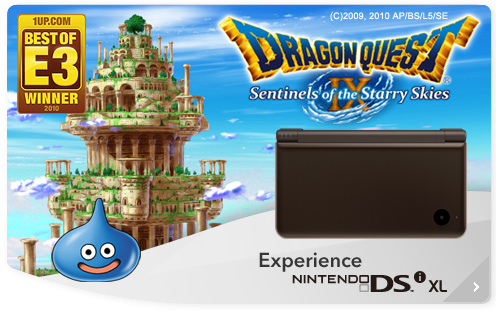 (C)2009, 2010 AP/BS/L5/SE
1UP.COM
BEST OF
E3
WINNER
2010
DRAGON QUEST
IX
Sentinels of the Starry Skies
Experience
NINTENDO DSi XL